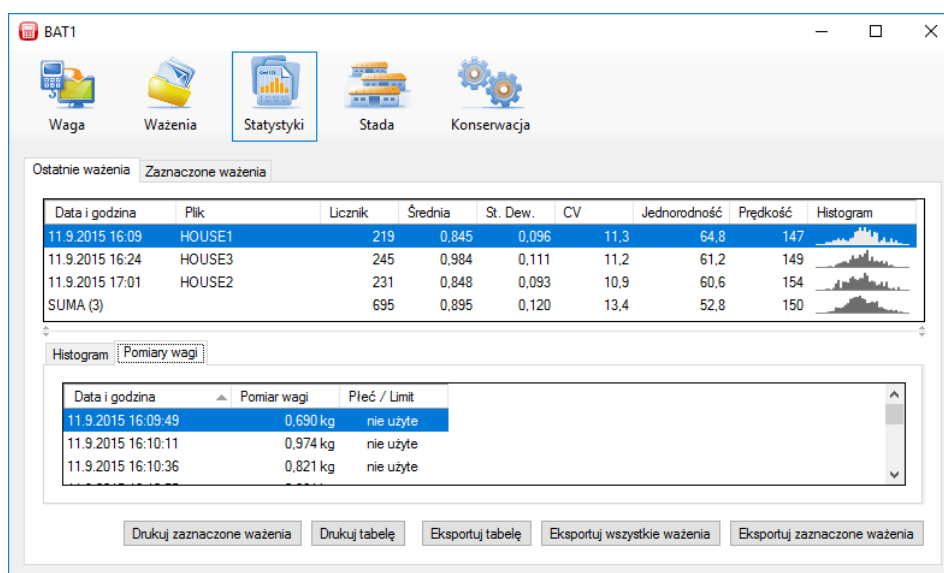 BAT1
Waga Ważenia Statystyki Stada Konserwacja
Ostatnie ważenia Zaznaczone ważenia
Data i godzina Plik Licznik Średnia St. Dew. CV Jednorodność Prędkość Histogram
11.9.2015 16:09 HOUSE1 219 0,845 0,096 11,3 64,8 147
11.9.2015 16:24 HOUSE3 245 0,984 0,111 11,2 61,2 149
11.9.2015 17:01 HOUSE2 231 0,848 0,093 10,9 60,6 154
SUMA (3) 695 0,895 0,120 13,4 52,8 150
Histogram Pomiary wagi
Data i godzina Pomiar wagi Płeć / Limit
11.9.2015 16:09:49 0,690 kg nie użyte
11.9.2015 16:10:11 0,974 kg nie użyte
11.9.2015 16:10:36 0,821 kg nie użyte
Drukuj zaznaczone ważenia Drukuj tabelę Eksportuj tabelę Eksportuj wszystkie ważenia Eksportuj zaznaczone ważenia